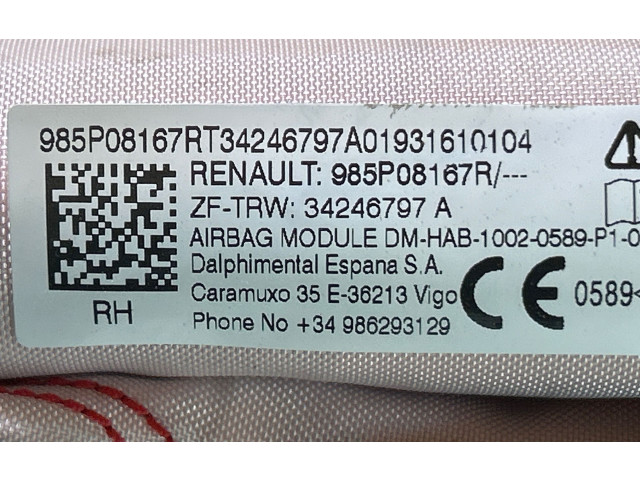 985P08167RT34246797A01931610104
RENAULT: 985P08167R/---
ZF-TRW: 34246797 A
AIRBAG MODULE DM-HAB-1002-0589-P1-0
Dalphimental Espana S.A.
Caramuxo 35 E-36213 Vigo
Phone No +34 986293129
CE 0589<
RH